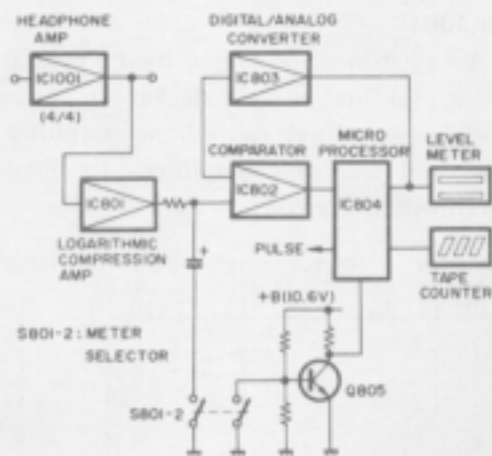 HEADPHONE
AMP
IC1001
(4/4)
DIGITAL/ANALOG
CONVERTER
IC803
COMPARATOR
IC802
MICRO
PROCESSOR
IC804
LEVEL
METER
IC801
LOGARITHMIC
COMPRESSION
AMP
PULSE
TAPE
COUNTER
+
+B(10.6V)
S801-2 : METER
SELECTOR
S801-2
Q805